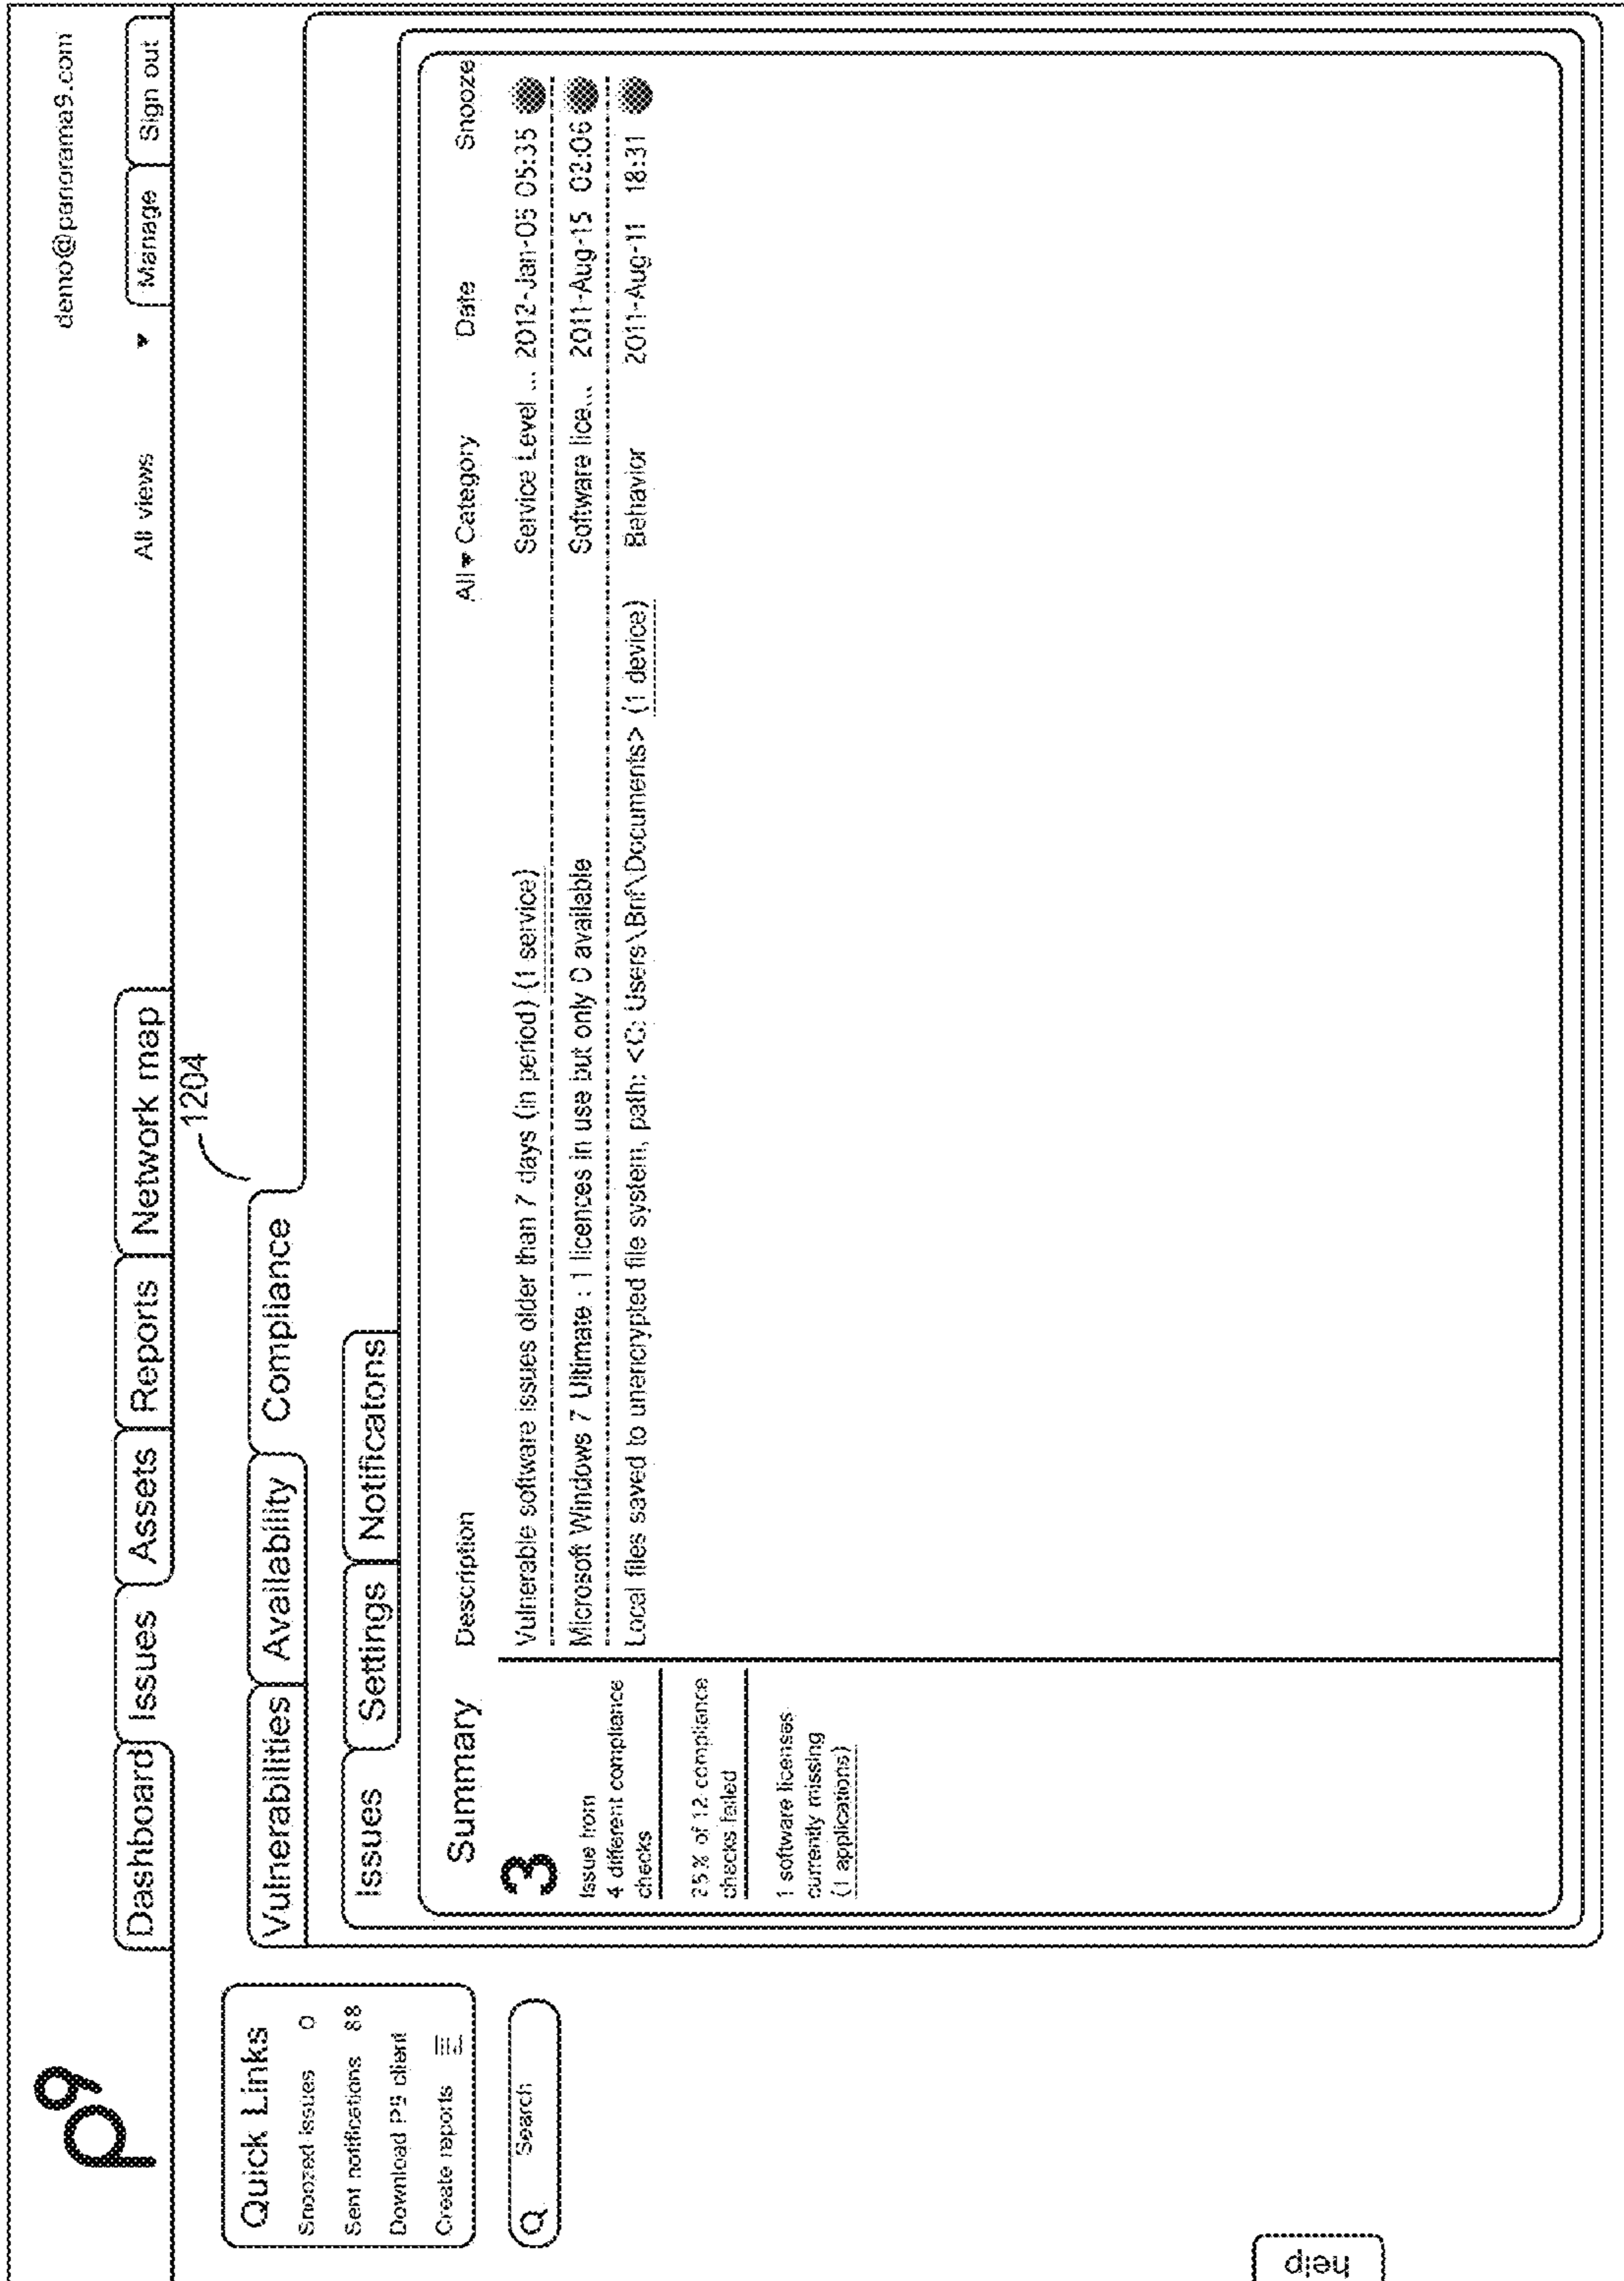 p9
demo@panorama9.com
Dashboard Issues Assets Reports Network map All views Manage Sign out
1204
Quick Links
Snoozed issues 0
Sent notifications 88
Download P9 client
Create reports
Search
Vulnerabilities Availability Compliance
Issues Settings Notificatons
Summary Description All Category Date Snooze
3
Issue from
4 different compliance
checks
25% of 12 compliance
checks failed
1 software licenses
currently missing
(1 applications)
Vulnerable software issues older than 7 days (in period) (1 service) Service Level ... 2012-Jan-05 05:35
Microsoft Windows 7 Ultimate : 1 licences in use but only 0 available Software lice... 2011-Aug-15 02:06
Local files saved to unencrypted file system, path: <C: Users\Bnf\Documents> (1 device) Behavior 2011-Aug-11 18:31
help